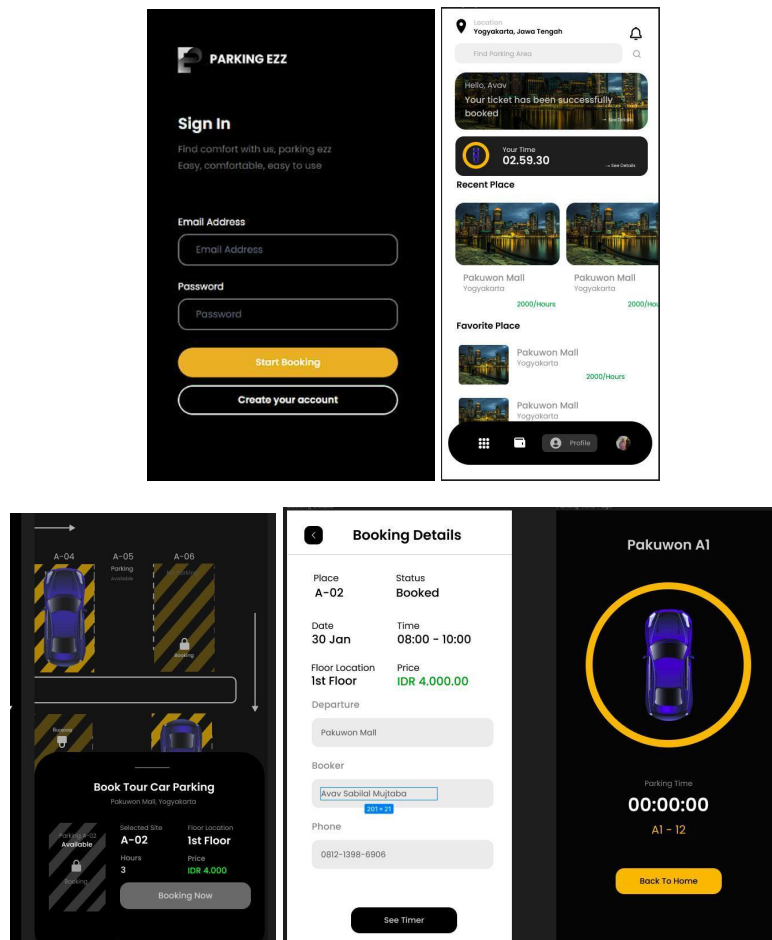 PARKING EZZ
Sign In
Find comfort with us, parking ezz
Easy, comfortable, easy to use
Email Address
Email Address
Password
Password
Start Booking
Create your account
Location
Yogyakarta, Jawa Tengah
Find Parking Area
Hello, Avav
Your ticket has been successfully
booked
→ See Details
Your Time
02.59.30
→ See Details
Recent Place
Pakuwon Mall
Yogyakarta
2000/Hours
Pakuwon Mall
Yogyakarta
2000/Hou
Favorite Place
Pakuwon Mall
Yogyakarta
2000/Hours
Pakuwon Mall
Yogyakarta
Profile
A-04
A-05
A-06
Parking
Available
Booking
Book Tour Car Parking
Pakuwon Mall, Yogyakarta
Parking A-02
Available
Booking
Selected Site
A-02
Floor Location
1st Floor
Hours
3
Price
IDR 4.000
Booking Now
Booking Details
Place
A-02
Status
Booked
Date
30 Jan
Time
08:00 - 10:00
Floor Location
1st Floor
Price
IDR 4.000.00
Departure
Pakuwon Mall
Booker
Avav Sabilal Mujtaba
201 × 21
Phone
0812-1398-6906
See Timer
Pakuwon A1
Parking Time
00:00:00
A1 - 12
Back To Home